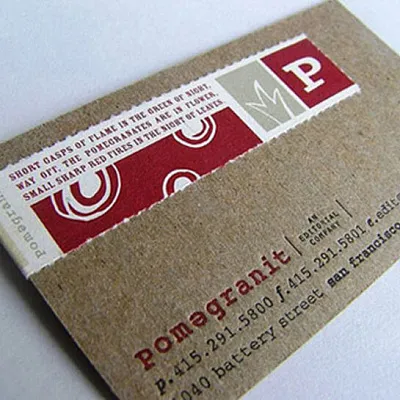 SHORT GASPS OF FLAME IN THE GREEN OF NIGHT,
WAY OFF, THE POMEGRANATES ARE IN FLOWER,
SMALL SHARP RED FIRES IN THE NIGHT OF LEAVES.
P
pomegrani
Pomegranit
AN
EDITORIAL
COMPANY
p.415.291.5800 f.415.291.5801 e.edit
1040 battery street san francisco